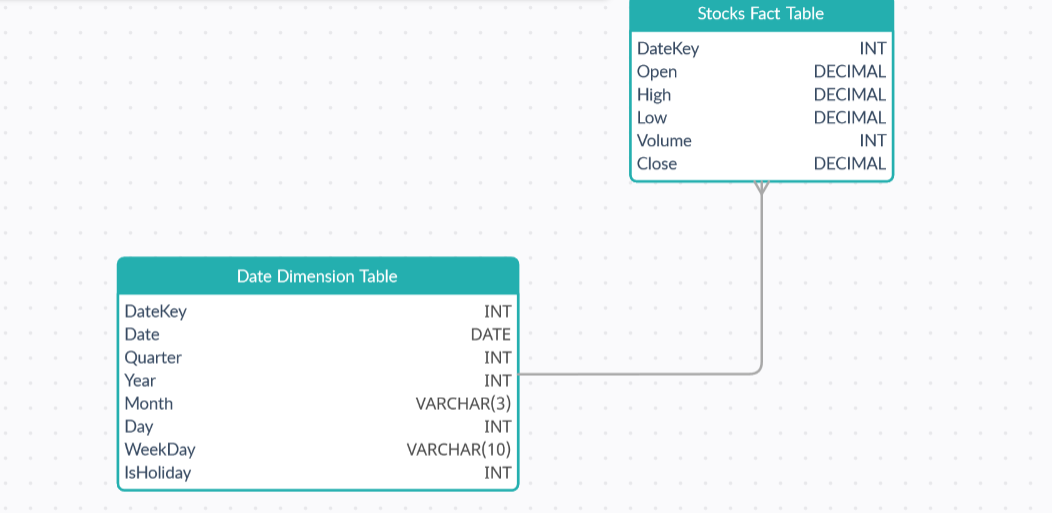 Stocks Fact Table
DateKey INT
Open DECIMAL
High DECIMAL
Low DECIMAL
Volume INT
Close DECIMAL
Date Dimension Table
DateKey INT
Date DATE
Quarter INT
Year INT
Month VARCHAR(3)
Day INT
WeekDay VARCHAR(10)
IsHoliday INT